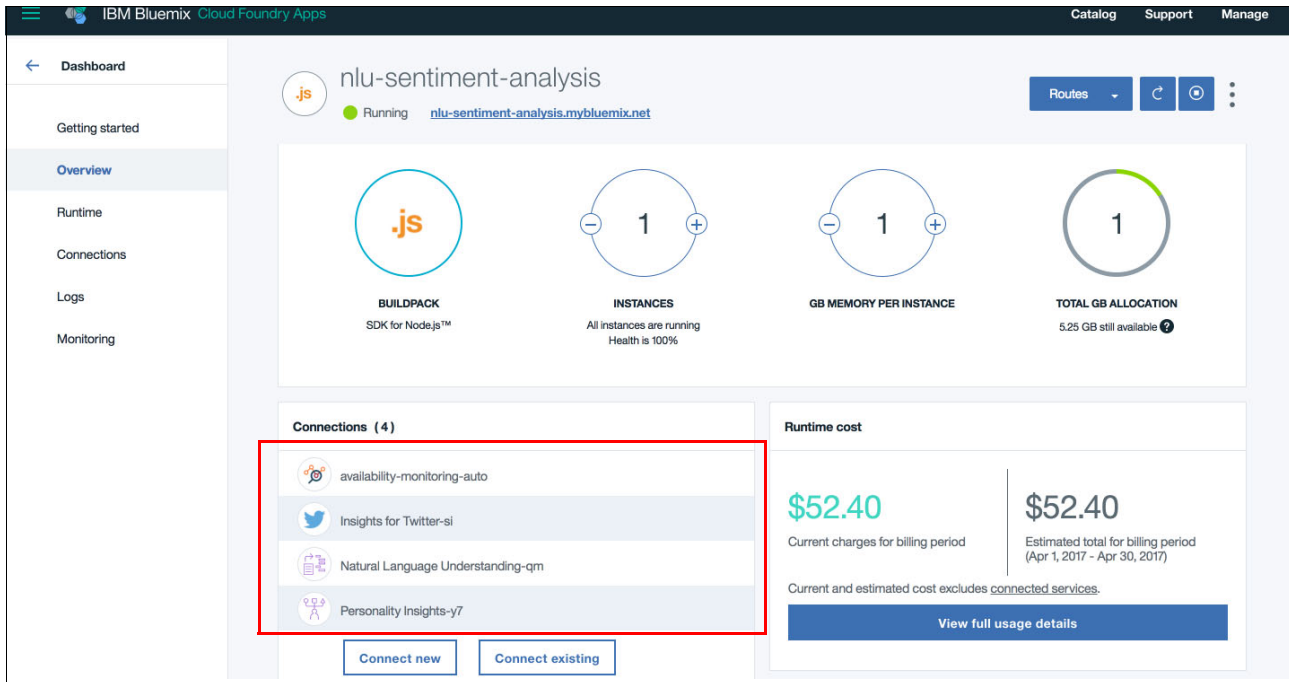 IBM Bluemix Cloud Foundry Apps
Catalog Support Manage
Dashboard
Getting started
Overview
Runtime
Connections
Logs
Monitoring
.js
nlu-sentiment-analysis
Running nlu-sentiment-analysis.mybluemix.net
Routes
.js
BUILDPACK
SDK for Node.js™
1
INSTANCES
All instances are running
Health is 100%
1
GB MEMORY PER INSTANCE
1
TOTAL GB ALLOCATION
5.25 GB still available ?
Connections (4)
availability-monitoring-auto
Insights for Twitter-si
Natural Language Understanding-qm
Personality Insights-y7
Connect new
Connect existing
Runtime cost
$52.40
Current charges for billing period
$52.40
Estimated total for billing period
(Apr 1, 2017 - Apr 30, 2017)
Current and estimated cost excludes connected services.
View full usage details